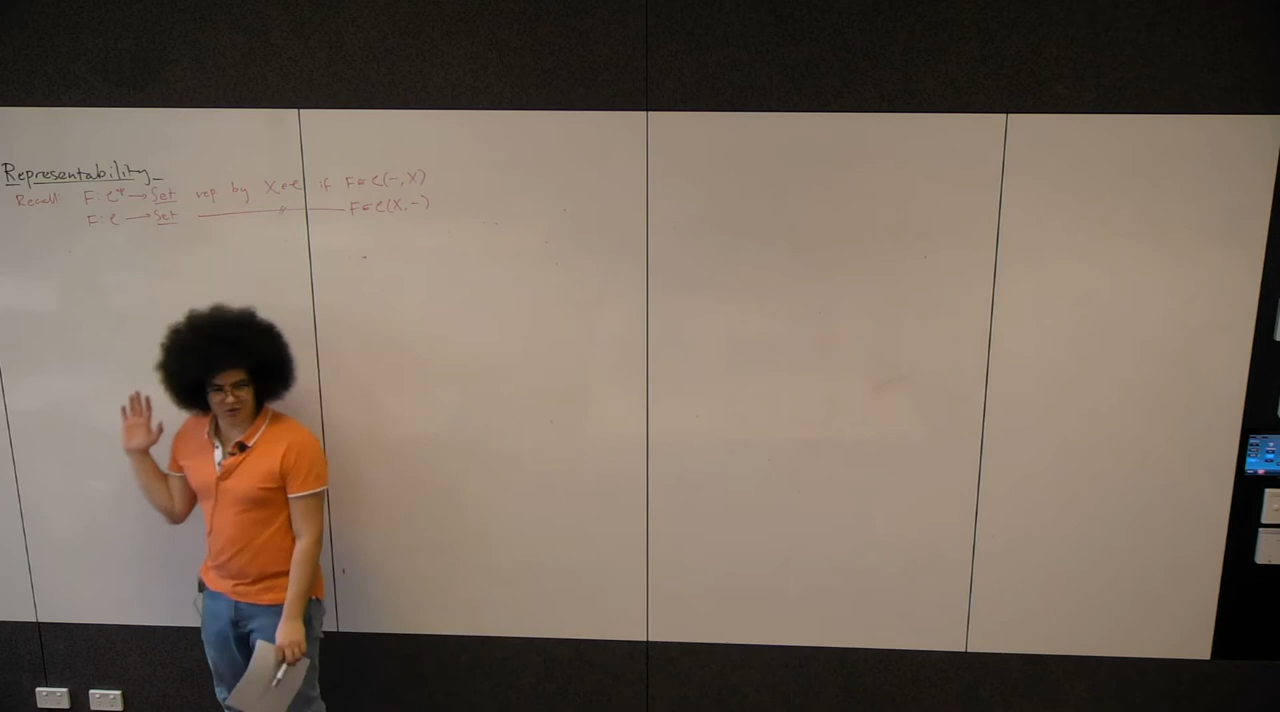 Representability
Recall: F: C^op → Set rep by X ∈ C if F ≅ C(-, X)
F: C → Set ———〃——— F ≅ C(X, -)